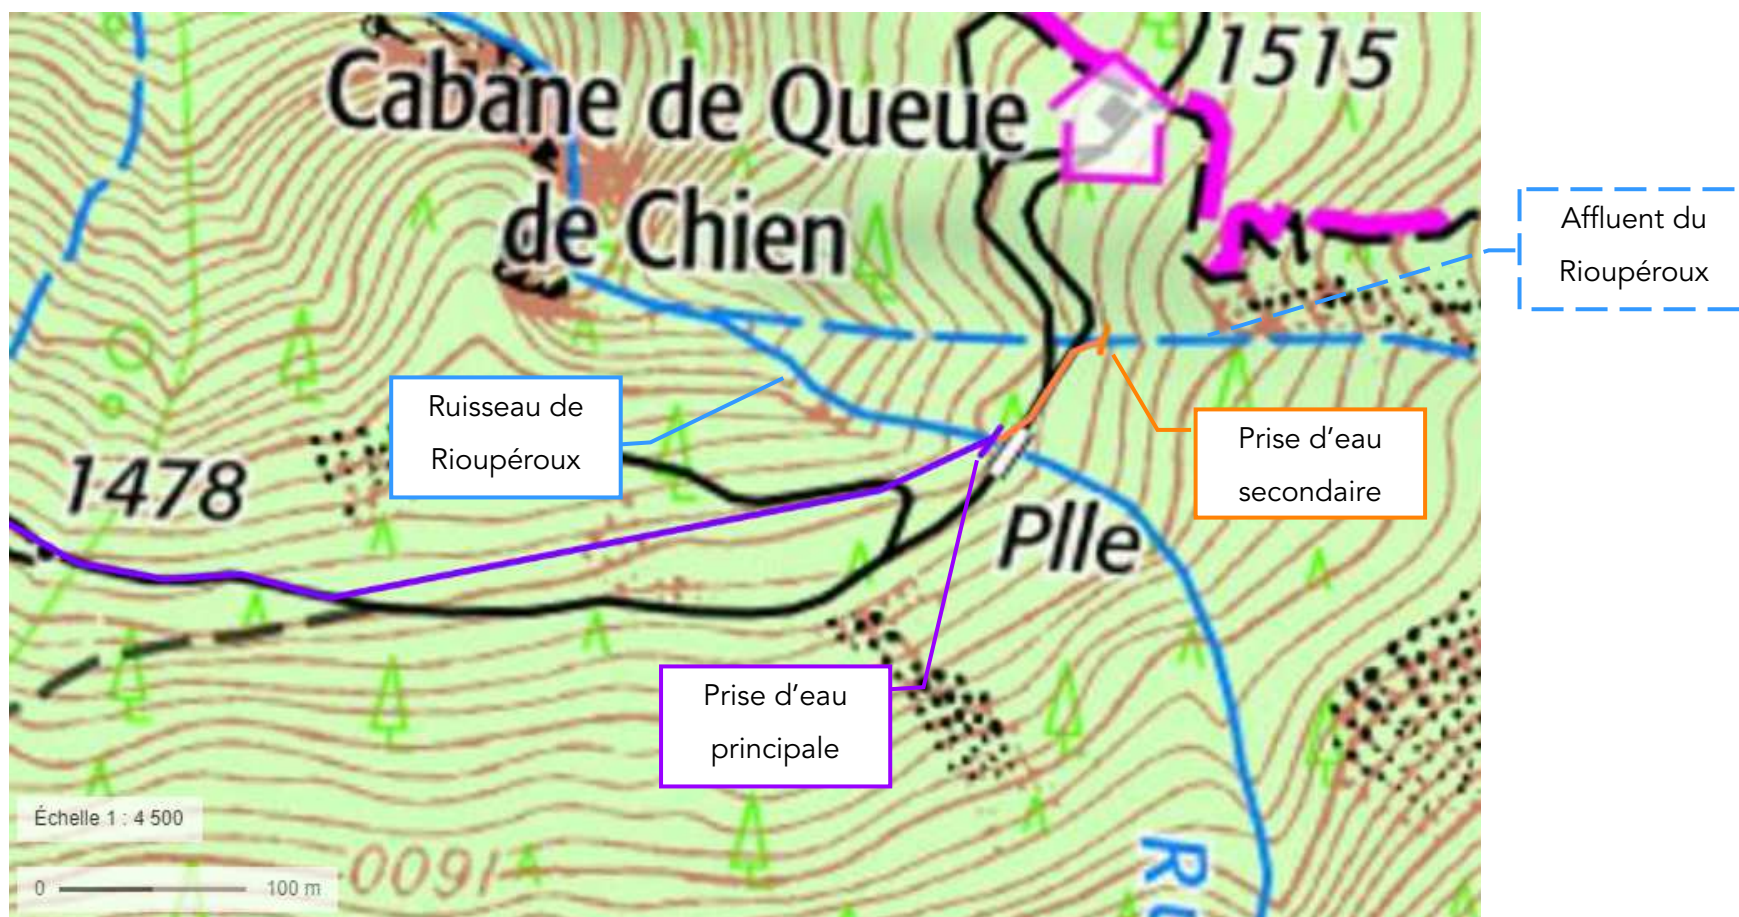 1515
Cabane de Queue
de Chien
Affluent du
Rioupéroux
Ruisseau de
Rioupéroux
Prise d'eau
secondaire
1478
Plle
Prise d'eau
principale
Échelle 1 : 4 500
0 100 m
1600
Ru